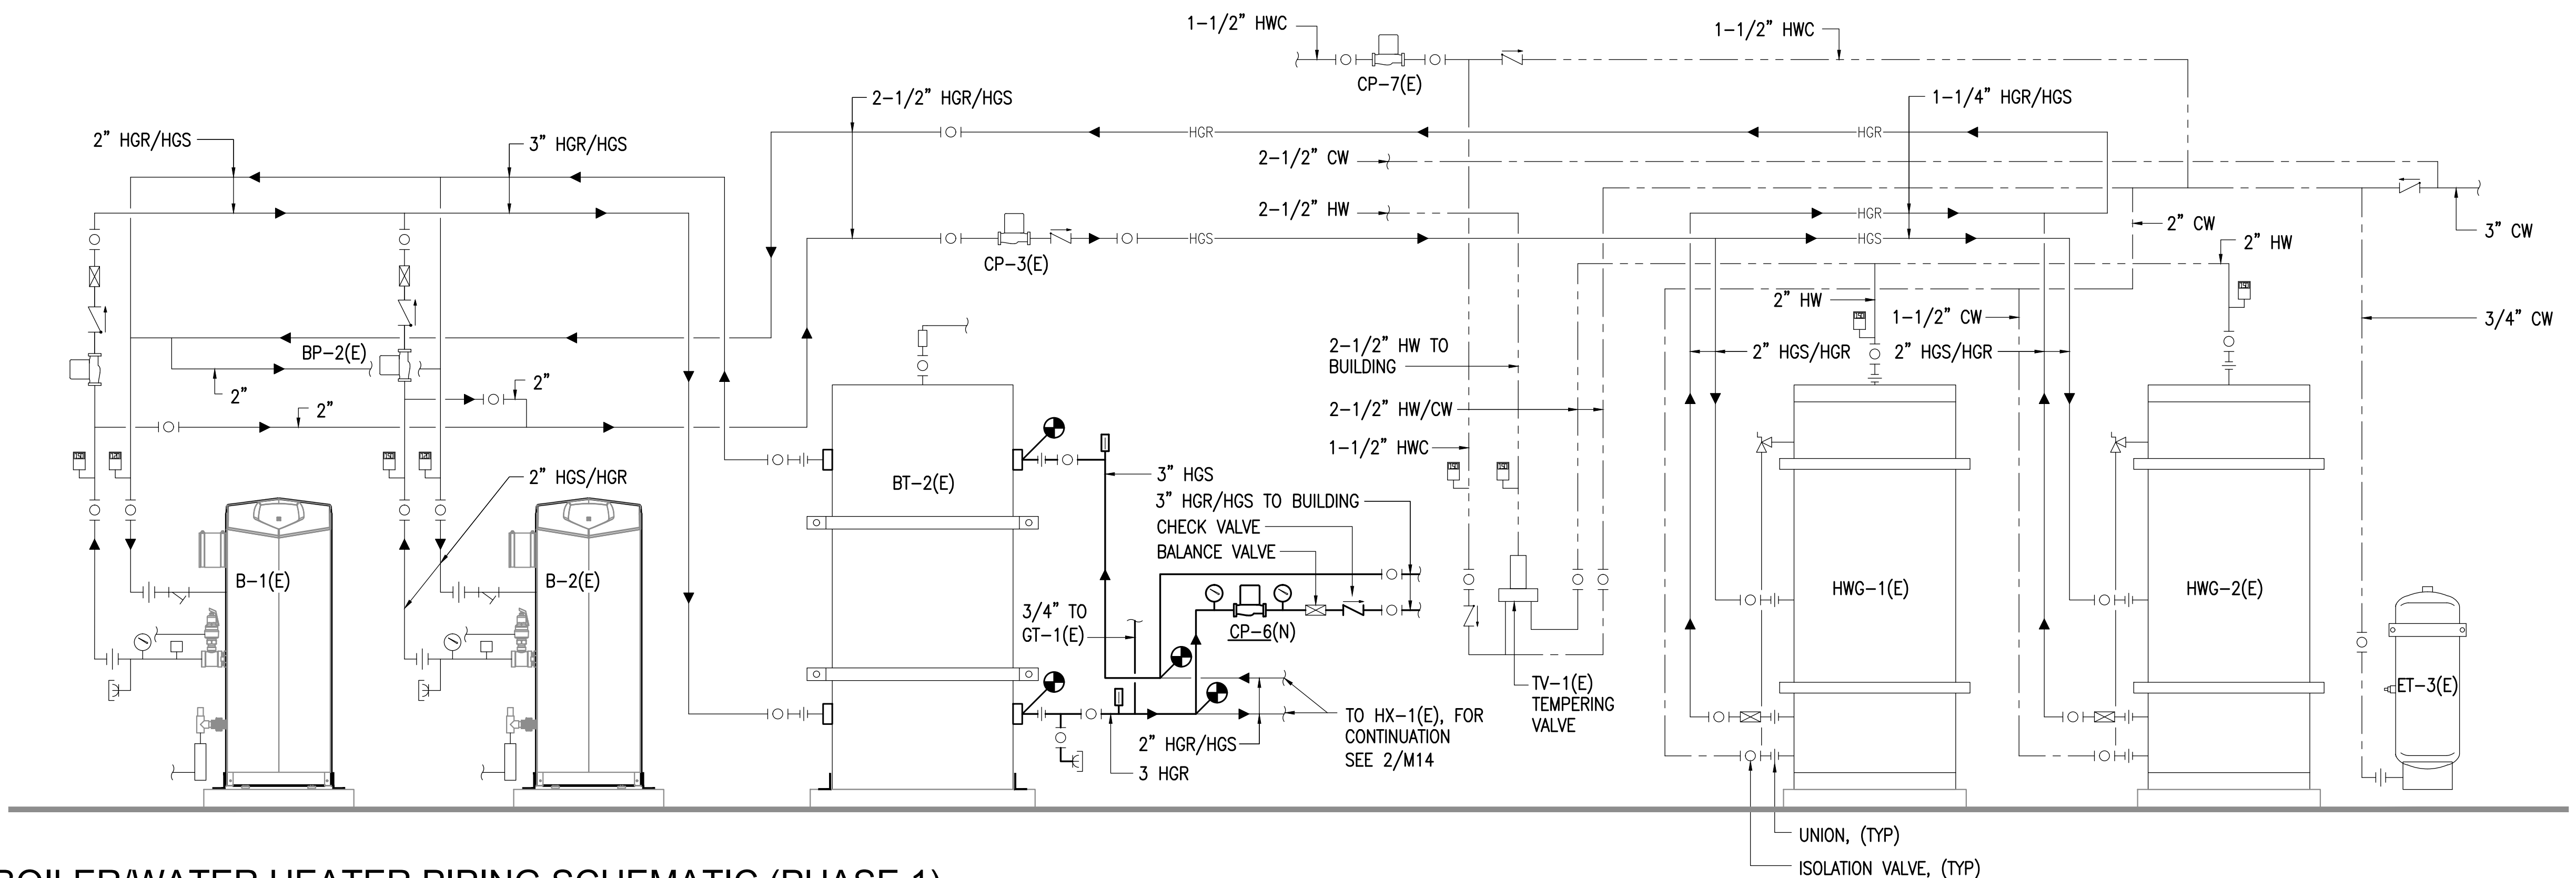 1-1/2" HWC
1-1/2" HWC
CP-7(E)
2-1/2" HGR/HGS
1-1/4" HGR/HGS
2" HGR/HGS
3" HGR/HGS
HGR
HGR
2-1/2" CW
2-1/2" HW
HGR
2" CW
3" CW
HGS
HGS
2" HW
CP-3(E)
2" HW
1-1/2" CW
3/4" CW
BP-2(E)
2-1/2" HW TO
BUILDING
2" HGS/HGR
2" HGS/HGR
2"
2"
2"
2-1/2" HW/CW
1-1/2" HWC
2" HGS/HGR
BT-2(E)
3" HGS
3" HGR/HGS TO BUILDING
CHECK VALVE
BALANCE VALVE
B-1(E)
B-2(E)
HWG-1(E)
HWG-2(E)
3/4" TO
GT-1(E)
CP-6(N)
TV-1(E)
TEMPERING
VALVE
ET-3(E)
TO HX-1(E), FOR
CONTINUATION
SEE 2/M14
2" HGR/HGS
3 HGR
UNION, (TYP)
ISOLATION VALVE, (TYP)
BOILER/WATER HEATER PIPING SCHEMATIC (PHASE 1)